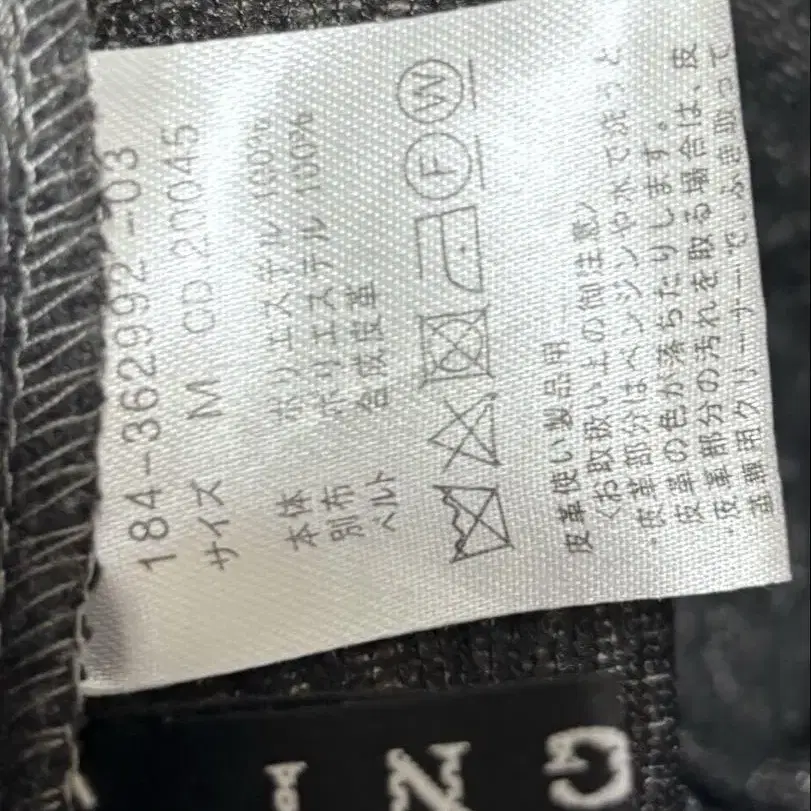 184-362992-03
サイズ M CD.20045
本体 ポリエステル 100%
別布 ポリエステル 100%
ベルト 合成皮革
F W
皮革使い製品用
〈お取扱い上の御注意〉
・皮革部分はベンジンや水で洗うと
皮革の色が落ちたりします。
・皮革部分の汚れを取る場合は、皮
革専用クリーナーで、ふき取って